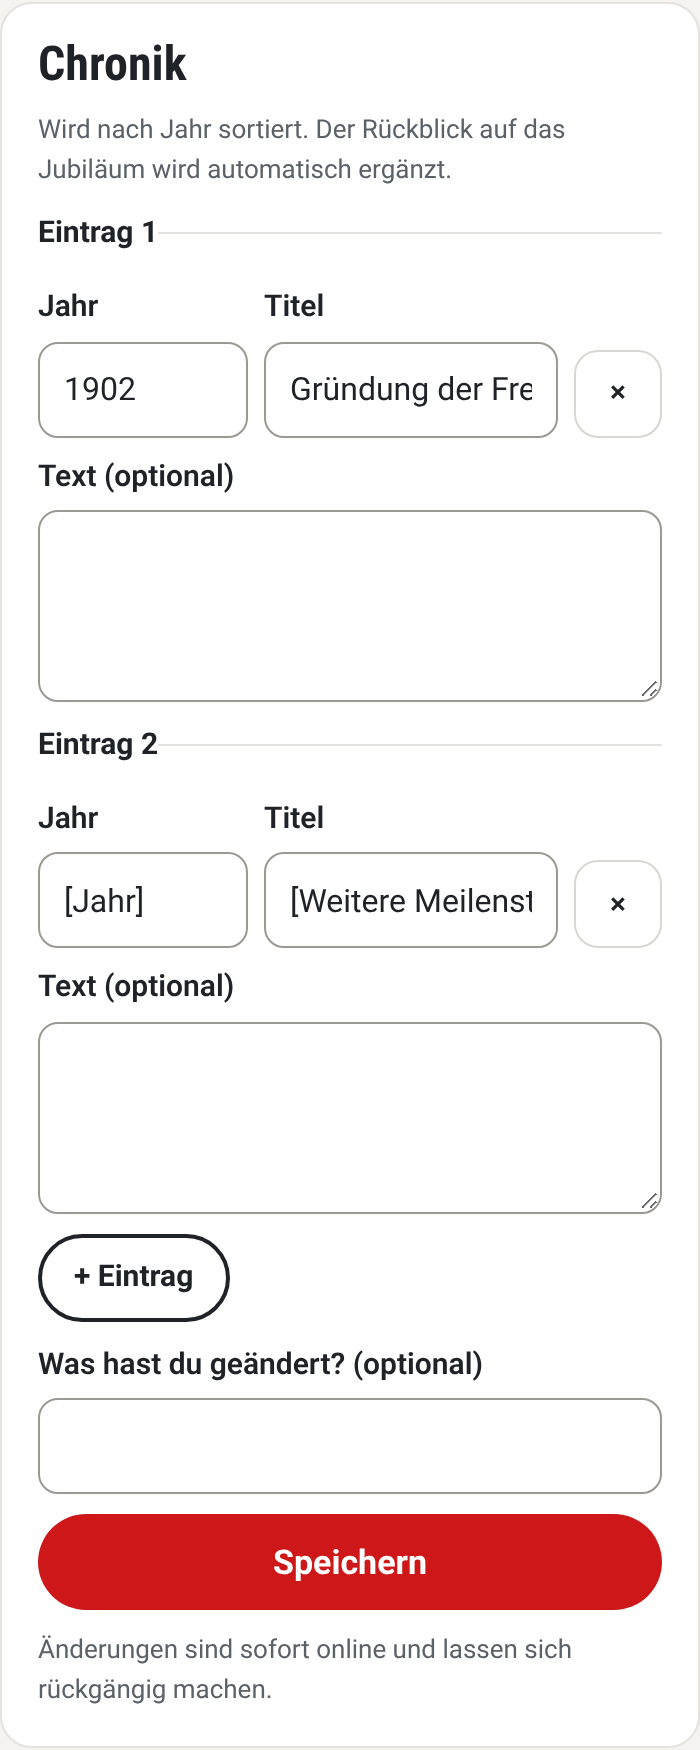 Chronik
Wird nach Jahr sortiert. Der Rückblick auf das
Jubiläum wird automatisch ergänzt.
Eintrag 1
Jahr Titel
1902 Gründung der Fre ×
Text (optional)
Eintrag 2
Jahr Titel
[Jahr] [Weitere Meilenst ×
Text (optional)
+ Eintrag
Was hast du geändert? (optional)
Speichern
Änderungen sind sofort online und lassen sich
rückgängig machen.